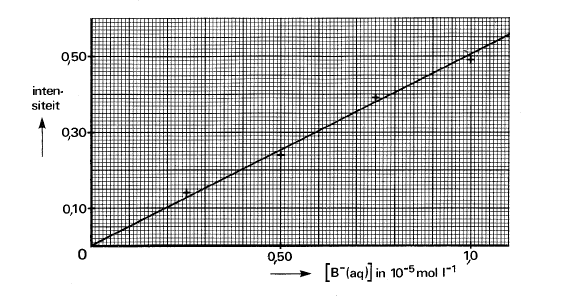 0,50
inten-
siteit
0,30
0,10
0
0,50
1,0
[B⁻(aq)] in 10⁻⁵ mol l⁻¹